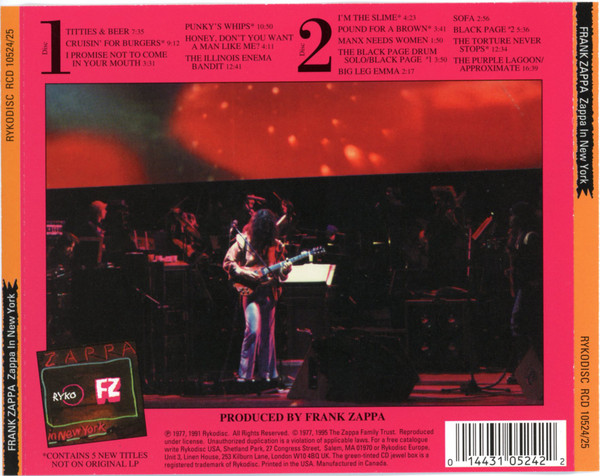 RYKODISC RCD 10524/25
FRANK ZAPPA Zappa In New York
Disc 1
TITTIES & BEER 7:35
CRUISIN' FOR BURGERS* 9:12
I PROMISE NOT TO COME
IN YOUR MOUTH 3:31
PUNKY'S WHIPS* 10:50
HONEY, DON'T YOU WANT
A MAN LIKE ME? 4:11
THE ILLINOIS ENEMA
BANDIT 12:41
Disc 2
I'M THE SLIME* 4:23
POUND FOR A BROWN* 3:41
MANX NEEDS WOMEN 1:50
THE BLACK PAGE DRUM
SOLO/BLACK PAGE #1 3:50
BIG LEG EMMA 2:17
SOFA 2:56
BLACK PAGE #2 5:36
THE TORTURE NEVER
STOPS* 12:34
THE PURPLE LAGOON/
APPROXIMATE 16:39
FRANK ZAPPA Zappa In New York
RYKODISC RCD 10524/25
ZAPPA
RYKO
FZ
in New York
*CONTAINS 5 NEW TITLES
NOT ON ORIGINAL LP
PRODUCED BY FRANK ZAPPA
℗ 1977, 1991 Rykodisc. All Rights Reserved. © 1977, 1995 The Zappa Family Trust. Reproduced
under license. Unauthorized duplication is a violation of applicable laws. For a free catalogue
write Rykodisc USA, Shetland Park, 27 Congress Street, Salem, MA 01970 or Rykodisc Europe,
Unit 3, Linen House, 253 Kilburn Lane, London W10 4BQ UK. The green-tinted CD jewel box is a
registered trademark of Rykodisc. Printed in the USA. Manufactured in Canada.
0 14431 05242 2